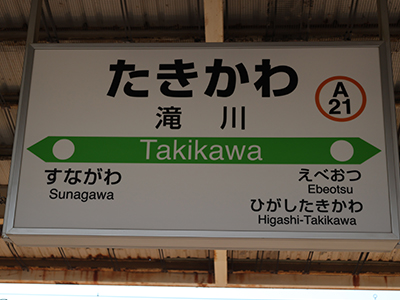 たきかわ
滝川
A
21
Takikawa
すながわ
Sunagawa
えべおつ
Ebeotsu
ひがしたきかわ
Higashi-Takikawa